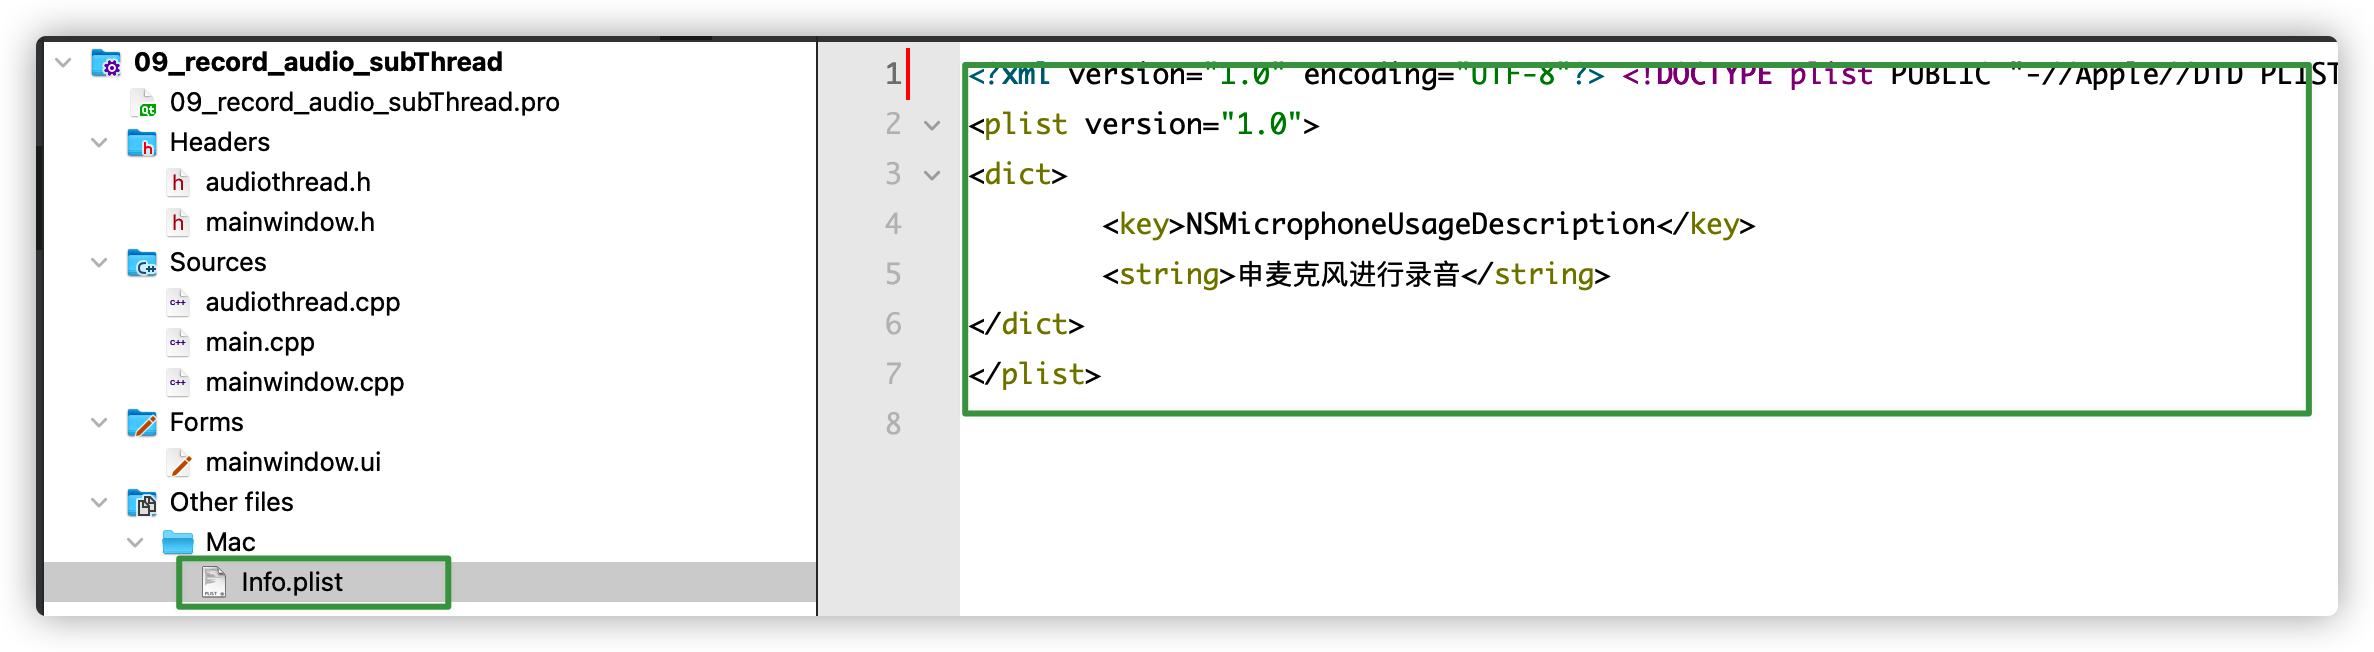 09_record_audio_subThread
09_record_audio_subThread.pro
Headers
audiothread.h
mainwindow.h
Sources
audiothread.cpp
main.cpp
mainwindow.cpp
Forms
mainwindow.ui
Other files
Mac
Info.plist
1 <?xml version="1.0" encoding="UTF-8"?> <!DOCTYPE plist PUBLIC "-//Apple//DTD PLIST
2 <plist version="1.0">
3 <dict>
4 <key>NSMicrophoneUsageDescription</key>
5 <string>申麦克风进行录音</string>
6 </dict>
7 </plist>
8